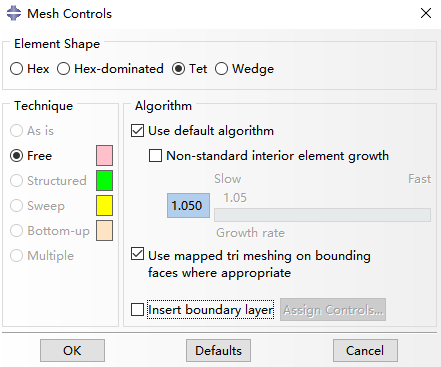 Mesh Controls
Element Shape
Hex Hex-dominated Tet Wedge
Technique
As is
Free
Structured
Sweep
Bottom-up
Multiple
Algorithm
Use default algorithm
Non-standard interior element growth
Slow Fast
1.050 1.05
Growth rate
Use mapped tri meshing on bounding
faces where appropriate
Insert boundary layer Assign Controls...
OK Defaults Cancel